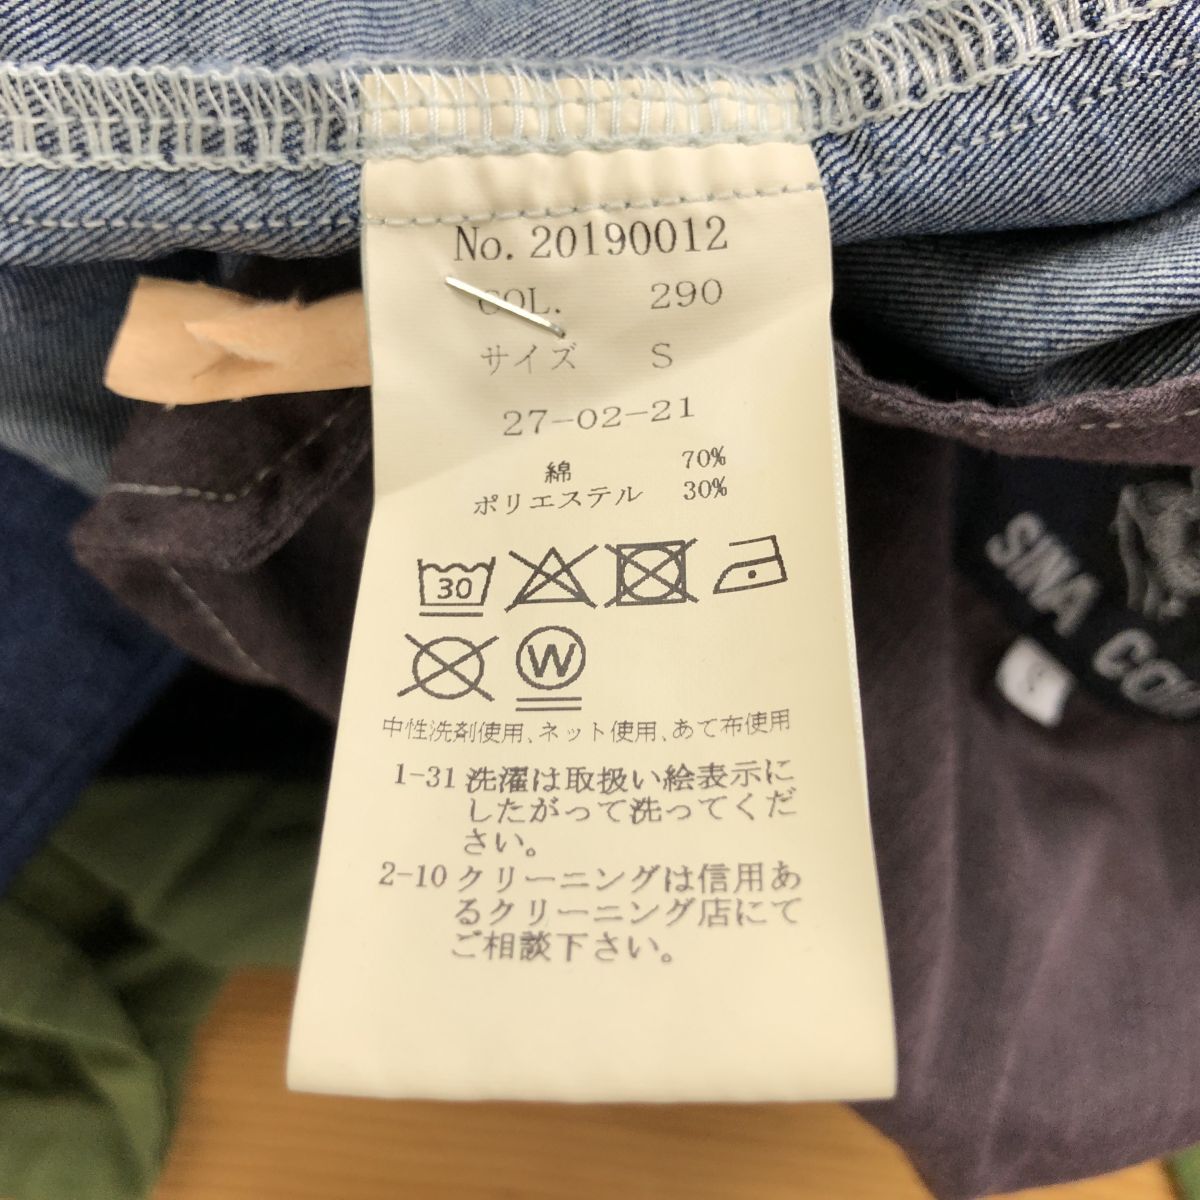 No. 20190012
COL. 290
サイズ S
27-02-21
綿 70%
ポリエステル 30%
30
W
中性洗剤使用、ネット使用、あて布使用
1-31 洗濯は取扱い絵表示に
したがって洗ってくだ
さい。
2-10 クリーニングは信用あ
るクリーニング店にて
ご相談下さい。
SINA